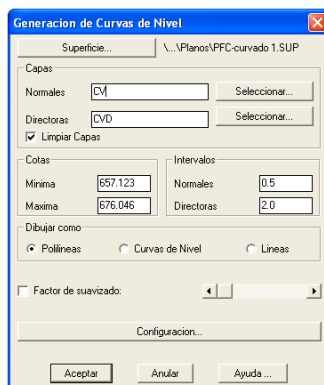 Generacion de Curvas de Nivel
Superficie... \...\Planos\PFC-curvado 1.SUP
Capas
Normales CV Seleccionar...
Directoras CVD Seleccionar...
Limpiar Capas
Cotas Intervalos
Minima 657.123 Normales 0.5
Maxima 676.046 Directoras 2.0
Dibujar como
Polilineas Curvas de Nivel Lineas
Factor de suavizado:
Configuracion...
Aceptar Anular Ayuda ...